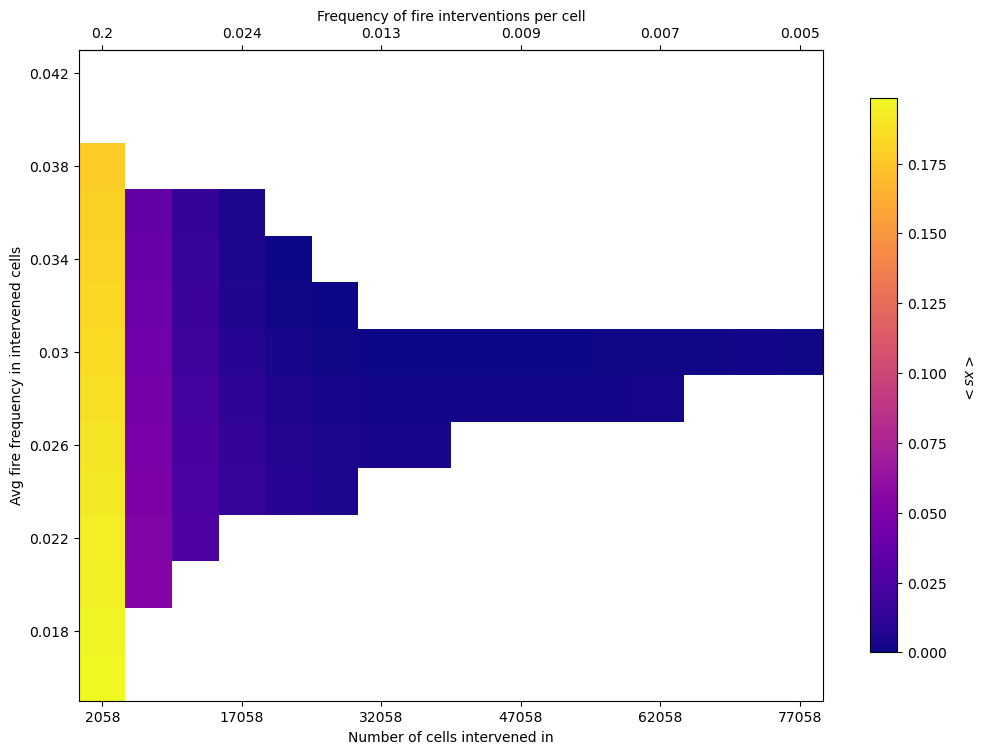 Frequency of fire interventions per cell
0.2 0.024 0.013 0.009 0.007 0.005
Avg fire frequency in intervened cells
0.042
0.038
0.034
0.03
0.026
0.022
0.018
2058 17058 32058 47058 62058 77058
Number of cells intervened in
0.175
0.150
0.125
0.100
0.075
0.050
0.025
0.000
< sx >